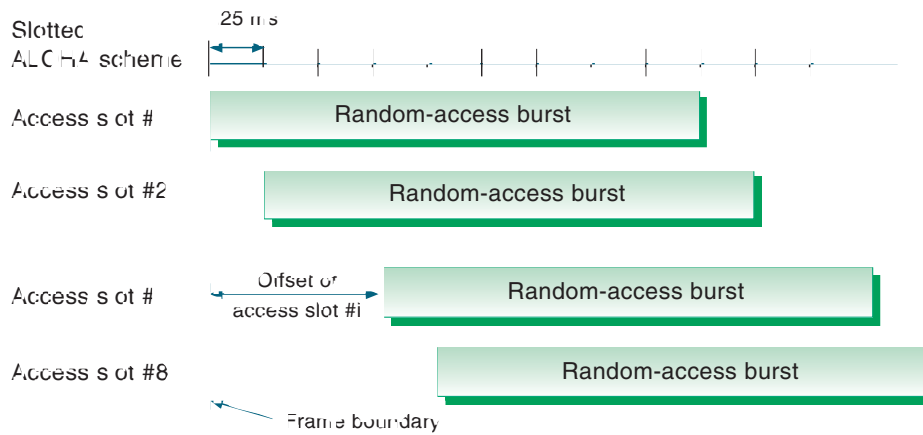 25 ms
Slotted
ALOHA scheme
Access slot #
Random-access burst
Access slot #2
Random-access burst
Access slot #
Offset of
access slot #i
Random-access burst
Access slot #8
Random-access burst
Frame boundary